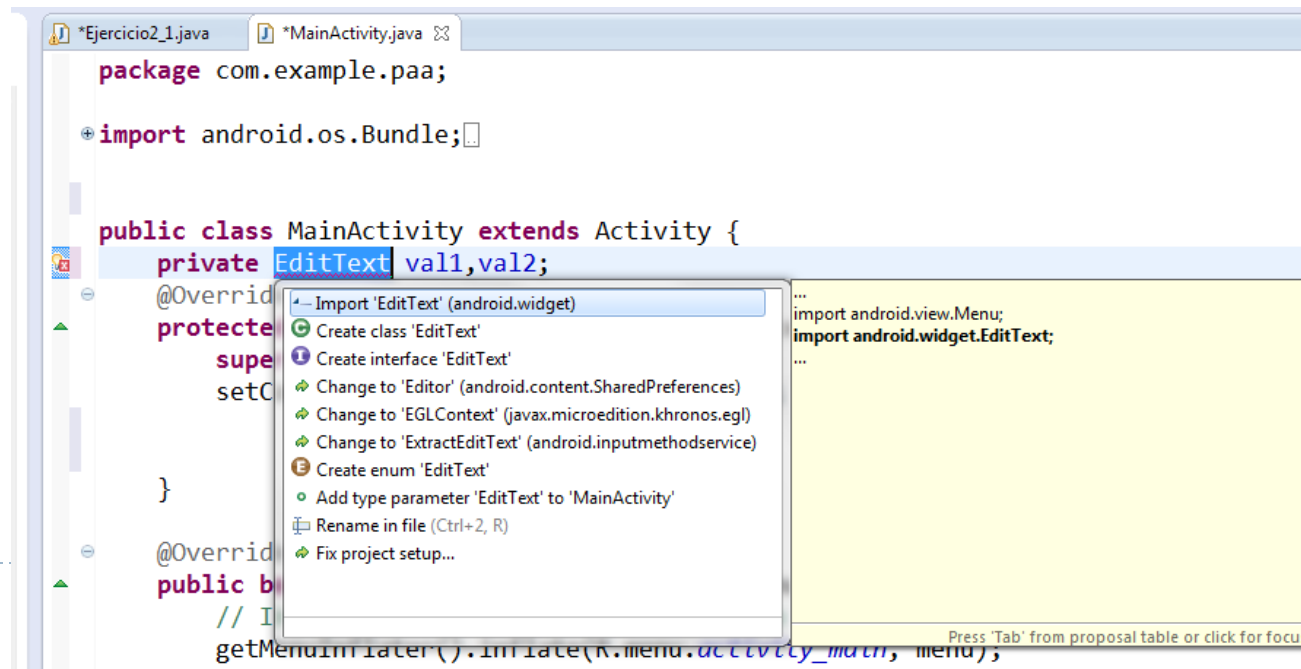 *Ejercicio2_1.java *MainActivity.java
package com.example.paa;
import android.os.Bundle;
public class MainActivity extends Activity {
private EditText val1,val2;
@Overrid
protecte
supe
setC
}
@Overrid
public b
// I
getMenuInflater().inflate(R.menu.activity_main, menu);
Import 'EditText' (android.widget)
Create class 'EditText'
Create interface 'EditText'
Change to 'Editor' (android.content.SharedPreferences)
Change to 'EGLContext' (javax.microedition.khronos.egl)
Change to 'ExtractEditText' (android.inputmethodservice)
Create enum 'EditText'
Add type parameter 'EditText' to 'MainActivity'
Rename in file (Ctrl+2, R)
Fix project setup...
...
import android.view.Menu;
import android.widget.EditText;
...
Press 'Tab' from proposal table or click for focu